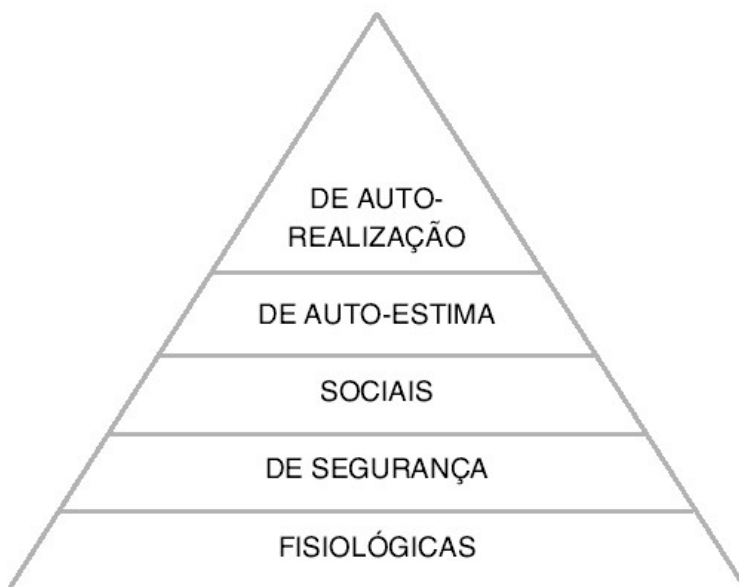 DE AUTO-
REALIZAÇÃO
DE AUTO-ESTIMA
SOCIAIS
DE SEGURANÇA
FISIOLÓGICAS